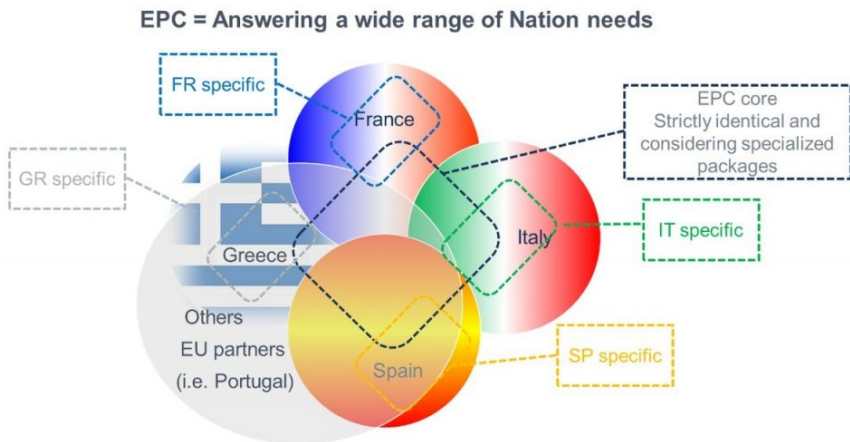 EPC = Answering a wide range of Nation needs
FR specific
France
EPC core
Strictly identical and
considering specialized
packages
GR specific
Greece
Italy
IT specific
Others
EU partners
(i.e. Portugal)
Spain
SP specific